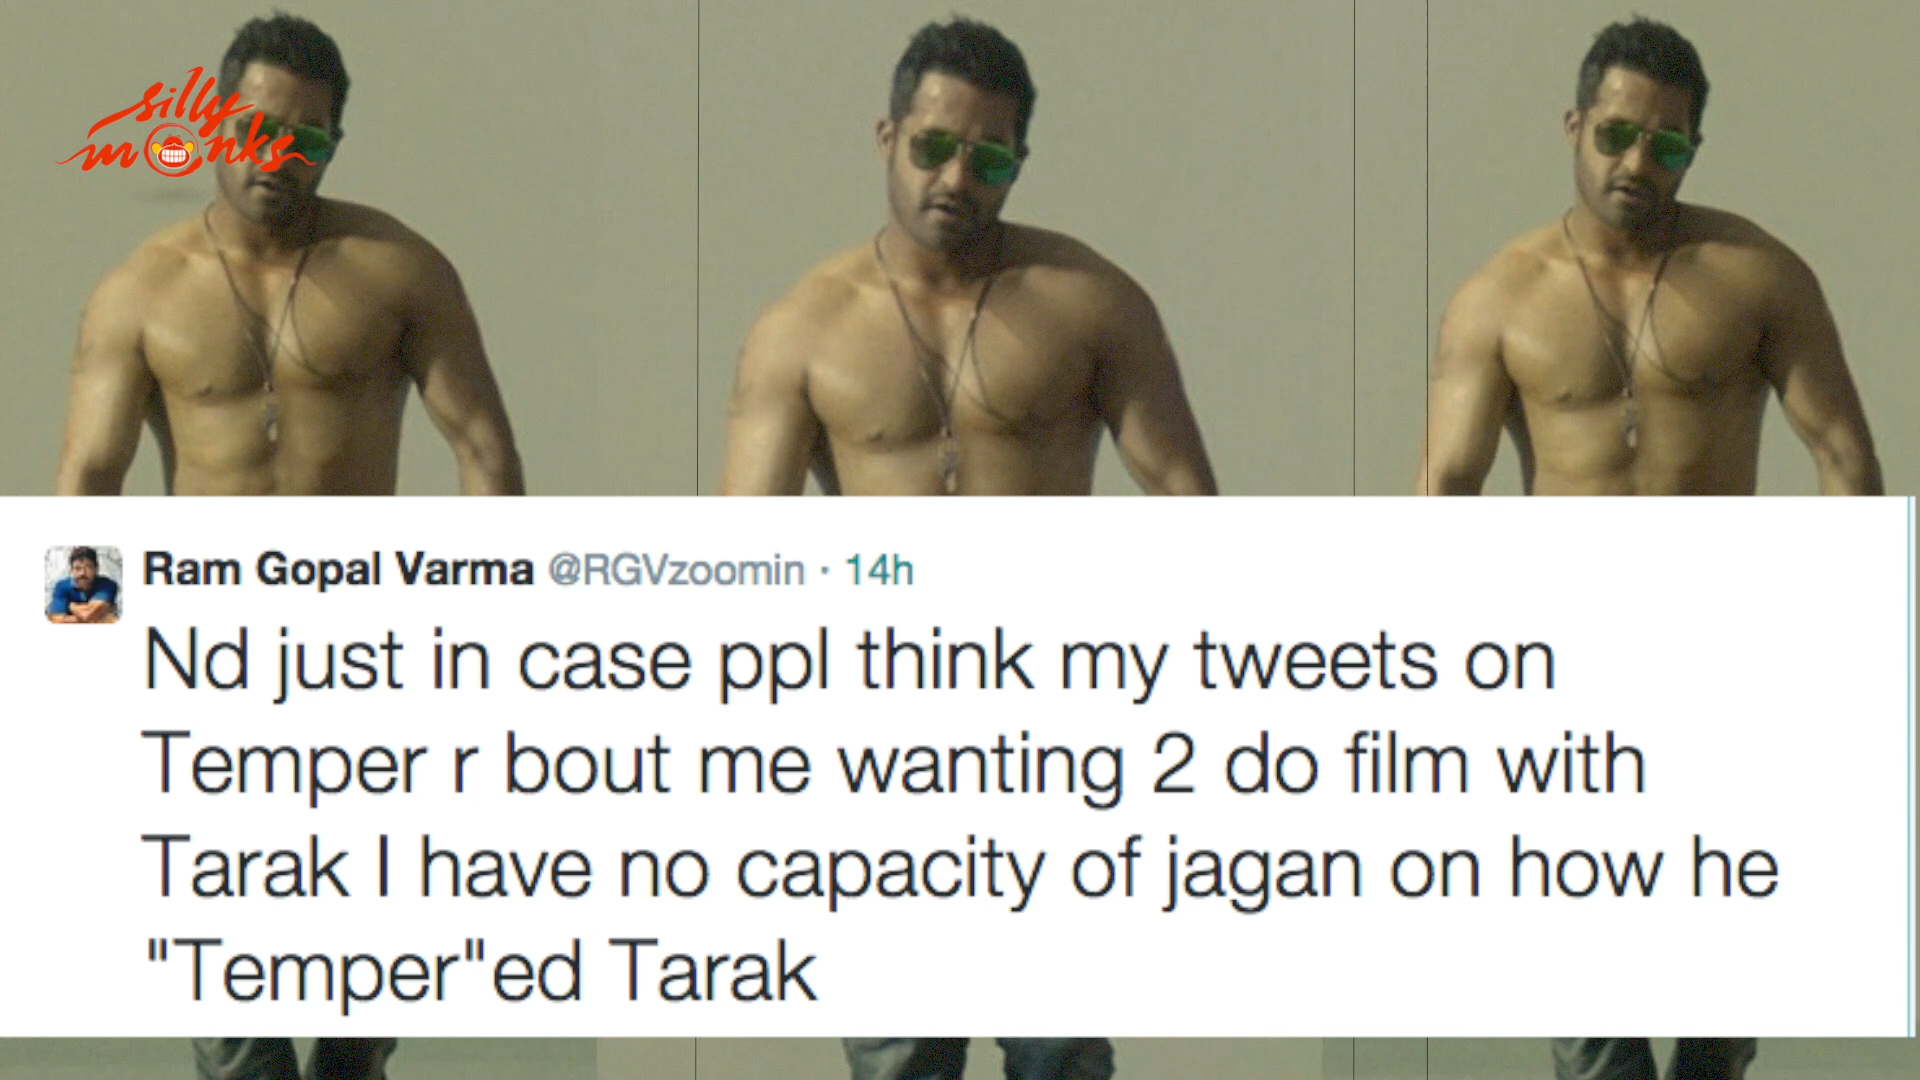 silly
monks
Ram Gopal Varma @RGVzoomin · 14h
Nd just in case ppl think my tweets on
Temper r bout me wanting 2 do film with
Tarak I have no capacity of jagan on how he
"Temper"ed Tarak